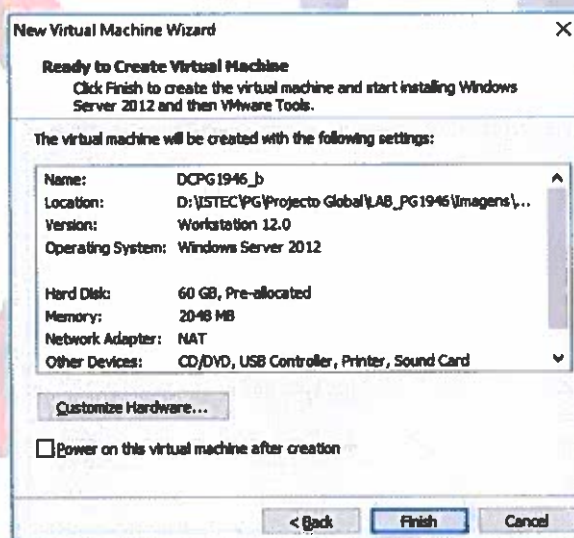 New Virtual Machine Wizard
Ready to Create Virtual Machine
Click Finish to create the virtual machine and start installing Windows
Server 2012 and then VMware Tools.
The virtual machine will be created with the following settings:
Name: DCPG1946_b
Location: D:\ISTEC\PG\Projecto Global\LAB_PG1946\Imagens\...
Version: Workstation 12.0
Operating System: Windows Server 2012
Hard Disk: 60 GB, Pre-allocated
Memory: 2048 MB
Network Adapter: NAT
Other Devices: CD/DVD, USB Controller, Printer, Sound Card
Customize Hardware...
Power on this virtual machine after creation
< Back Finish Cancel